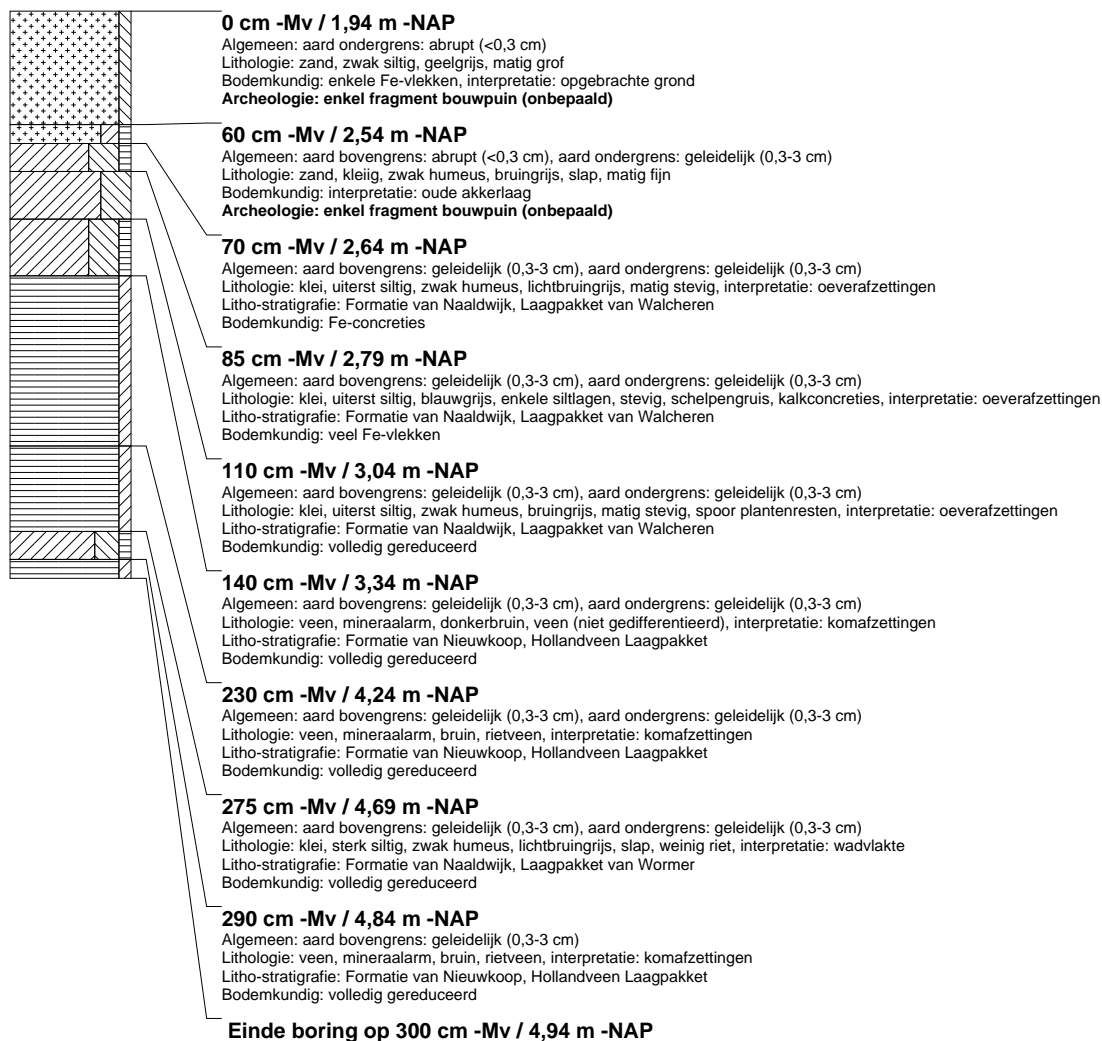 0 cm -Mv / 1,94 m -NAP
Algemeen: aard ondergrens: abrupt (<0,3 cm)
Lithologie: zand, zwak siltig, geelgrijs, matig grof
Bodemkundig: enkele Fe-vlekken, interpretatie: opgebrachte grond
Archeologie: enkel fragment bouwpuin (onbepaald)
60 cm -Mv / 2,54 m -NAP
Algemeen: aard bovengrens: abrupt (<0,3 cm), aard ondergrens: geleidelijk (0,3-3 cm)
Lithologie: zand, kleiig, zwak humeus, bruingrijs, slap, matig fijn
Bodemkundig: interpretatie: oude akkerlaag
Archeologie: enkel fragment bouwpuin (onbepaald)
70 cm -Mv / 2,64 m -NAP
Algemeen: aard bovengrens: geleidelijk (0,3-3 cm), aard ondergrens: geleidelijk (0,3-3 cm)
Lithologie: klei, uiterst siltig, zwak humeus, lichtbruingrijs, matig stevig, interpretatie: oeverafzettingen
Litho-stratigrafie: Formatie van Naaldwijk, Laagpakket van Walcheren
Bodemkundig: Fe-concreties
85 cm -Mv / 2,79 m -NAP
Algemeen: aard bovengrens: geleidelijk (0,3-3 cm), aard ondergrens: geleidelijk (0,3-3 cm)
Lithologie: klei, uiterst siltig, blauwgrijs, enkele siltlagen, stevig, schelpengruis, kalkconcreties, interpretatie: oeverafzettingen
Litho-stratigrafie: Formatie van Naaldwijk, Laagpakket van Walcheren
Bodemkundig: veel Fe-vlekken
110 cm -Mv / 3,04 m -NAP
Algemeen: aard bovengrens: geleidelijk (0,3-3 cm), aard ondergrens: geleidelijk (0,3-3 cm)
Lithologie: klei, uiterst siltig, zwak humeus, bruingrijs, matig stevig, spoor plantenresten, interpretatie: oeverafzettingen
Litho-stratigrafie: Formatie van Naaldwijk, Laagpakket van Walcheren
Bodemkundig: volledig gereduceerd
140 cm -Mv / 3,34 m -NAP
Algemeen: aard bovengrens: geleidelijk (0,3-3 cm), aard ondergrens: geleidelijk (0,3-3 cm)
Lithologie: veen, mineraalarm, donkerbruin, veen (niet gedifferentieerd), interpretatie: komafzettingen
Litho-stratigrafie: Formatie van Nieuwkoop, Hollandveen Laagpakket
Bodemkundig: volledig gereduceerd
230 cm -Mv / 4,24 m -NAP
Algemeen: aard bovengrens: geleidelijk (0,3-3 cm), aard ondergrens: geleidelijk (0,3-3 cm)
Lithologie: veen, mineraalarm, bruin, rietveen, interpretatie: komafzettingen
Litho-stratigrafie: Formatie van Nieuwkoop, Hollandveen Laagpakket
Bodemkundig: volledig gereduceerd
275 cm -Mv / 4,69 m -NAP
Algemeen: aard bovengrens: geleidelijk (0,3-3 cm), aard ondergrens: geleidelijk (0,3-3 cm)
Lithologie: klei, sterk siltig, zwak humeus, lichtbruingrijs, slap, weinig riet, interpretatie: wadvlakte
Litho-stratigrafie: Formatie van Naaldwijk, Laagpakket van Wormer
Bodemkundig: volledig gereduceerd
290 cm -Mv / 4,84 m -NAP
Algemeen: aard bovengrens: geleidelijk (0,3-3 cm)
Lithologie: veen, mineraalarm, bruin, rietveen, interpretatie: komafzettingen
Litho-stratigrafie: Formatie van Nieuwkoop, Hollandveen Laagpakket
Bodemkundig: volledig gereduceerd
Einde boring op 300 cm -Mv / 4,94 m -NAP